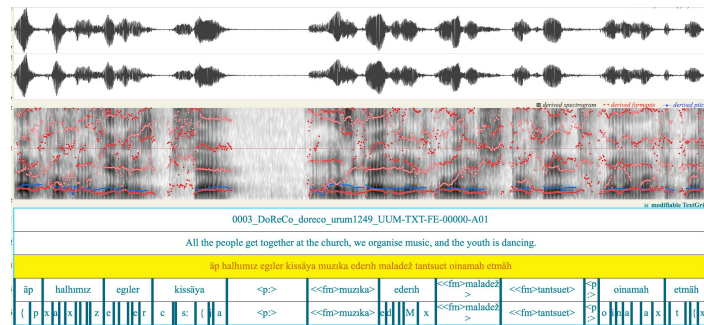 derived spectrogram derived formants derived pitc
modifiable TextGri
0003_DoReCo_doreco_urum1249_UUM-TXT-FE-00000-A01
All the people get together at the church, we organise music, and the youth is dancing.
äp halhımız egıler kissäya muzıka ederıh maladež tantsuet oinamah etmäh
äp halhımız egıler kissäya <p:> <<fm>muzıka> ederıh <<fm>maladež> <<fm>tantsuet> <p:> oinamah etmäh
{ p x a x z e e r c s: { j a <p:> <<fm>muzıka> e d M x <<fm>maladež> <<fm>tantsuet> <p:> o i n a a x t { x